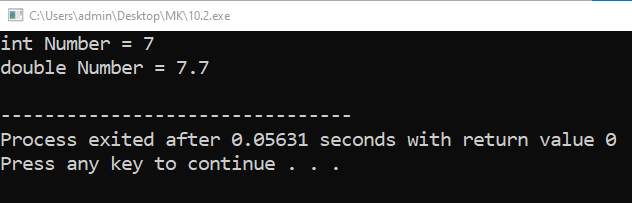 C:\Users\admin\Desktop\MK\10.2.exe
int Number = 7
double Number = 7.7
--------------------------------
Process exited after 0.05631 seconds with return value 0
Press any key to continue . . .